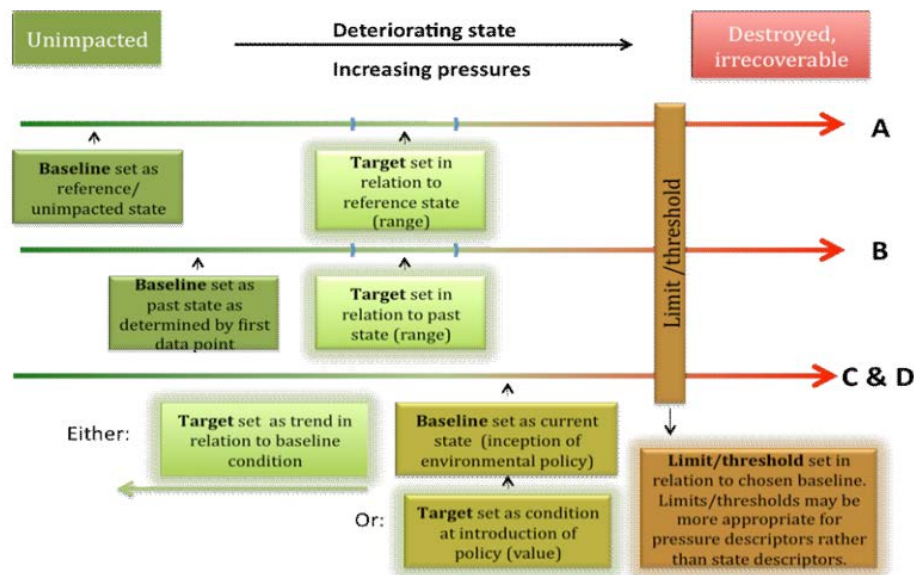 Unimpacted
Deteriorating state
Increasing pressures
Destroyed,
irrecoverable
A
Baseline set as
reference/
unimpacted state
Target set in
relation to
reference state
(range)
Limit /threshold
B
Baseline set as
past state as
determined by first
data point
Target set in
relation to past
state (range)
C & D
Either:
Target set as trend in
relation to baseline
condition
Baseline set as current
state (inception of
environmental policy)
Or:
Target set as condition
at introduction of
policy (value)
Limit/threshold set in
relation to chosen baseline.
Limits/thresholds may be
more appropriate for
pressure descriptors rather
than state descriptors.